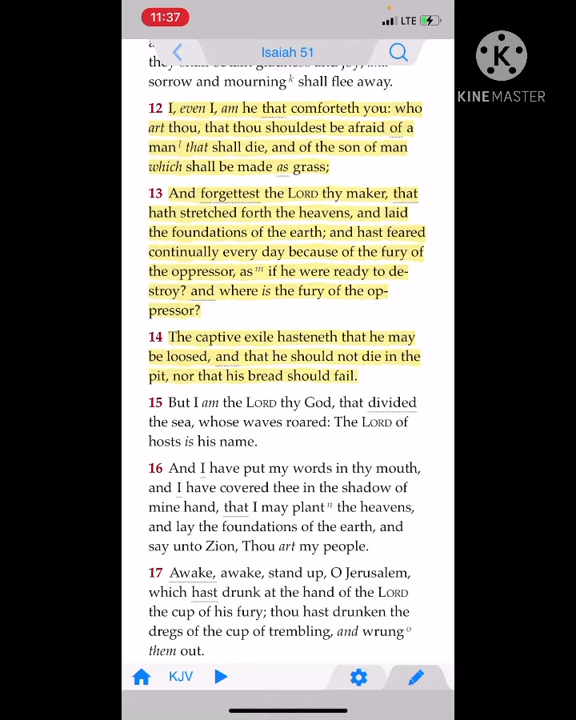 11:37
LTE
Isaiah 51
sorrow and mourning k shall flee away.
12 I, even I, am he that comforteth you: who
art thou, that thou shouldest be afraid of a
man l that shall die, and of the son of man
which shall be made as grass;
13 And forgettest the LORD thy maker, that
hath stretched forth the heavens, and laid
the foundations of the earth; and hast feared
continually every day because of the fury of
the oppressor, as m if he were ready to de-
stroy? and where is the fury of the op-
pressor?
14 The captive exile hasteneth that he may
be loosed, and that he should not die in the
pit, nor that his bread should fail.
15 But I am the LORD thy God, that divided
the sea, whose waves roared: The LORD of
hosts is his name.
16 And I have put my words in thy mouth,
and I have covered thee in the shadow of
mine hand, that I may plant n the heavens,
and lay the foundations of the earth, and
say unto Zion, Thou art my people.
17 Awake, awake, stand up, O Jerusalem,
which hast drunk at the hand of the LORD
the cup of his fury; thou hast drunken the
dregs of the cup of trembling, and wrung o
them out.
KJV
K
KINEMASTER